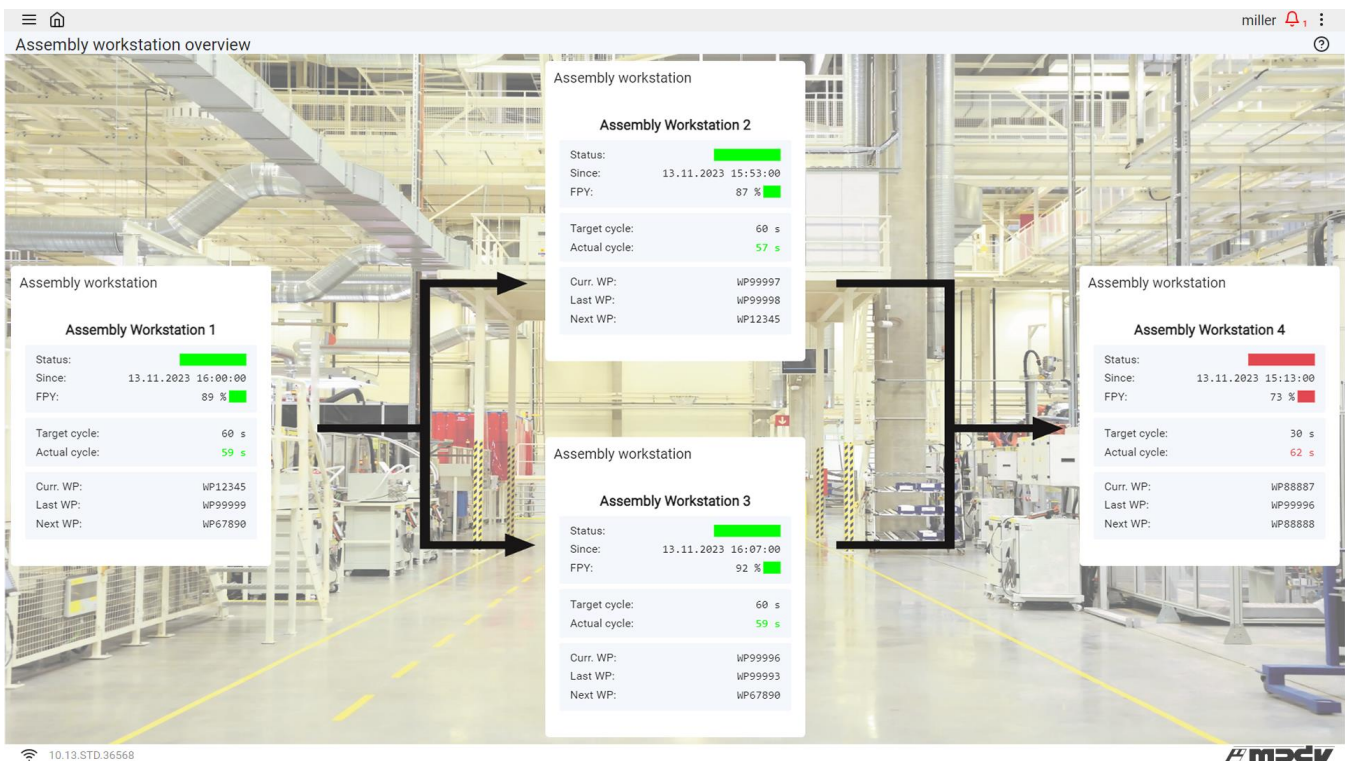 miller 1
Assembly workstation overview
Assembly workstation
Assembly Workstation 1
Status:
Since: 13.11.2023 16:00:00
FPY: 89 %
Target cycle: 60 s
Actual cycle: 59 s
Curr. WP: WP12345
Last WP: WP99999
Next WP: WP67890
Assembly workstation
Assembly Workstation 2
Status:
Since: 13.11.2023 15:53:00
FPY: 87 %
Target cycle: 60 s
Actual cycle: 57 s
Curr. WP: WP99997
Last WP: WP99998
Next WP: WP12345
Assembly workstation
Assembly Workstation 3
Status:
Since: 13.11.2023 16:07:00
FPY: 92 %
Target cycle: 60 s
Actual cycle: 59 s
Curr. WP: WP99996
Last WP: WP99993
Next WP: WP67890
Assembly workstation
Assembly Workstation 4
Status:
Since: 13.11.2023 15:13:00
FPY: 73 %
Target cycle: 30 s
Actual cycle: 62 s
Curr. WP: WP88887
Last WP: WP99996
Next WP: WP88888
10.13.STD.36568
mpdv